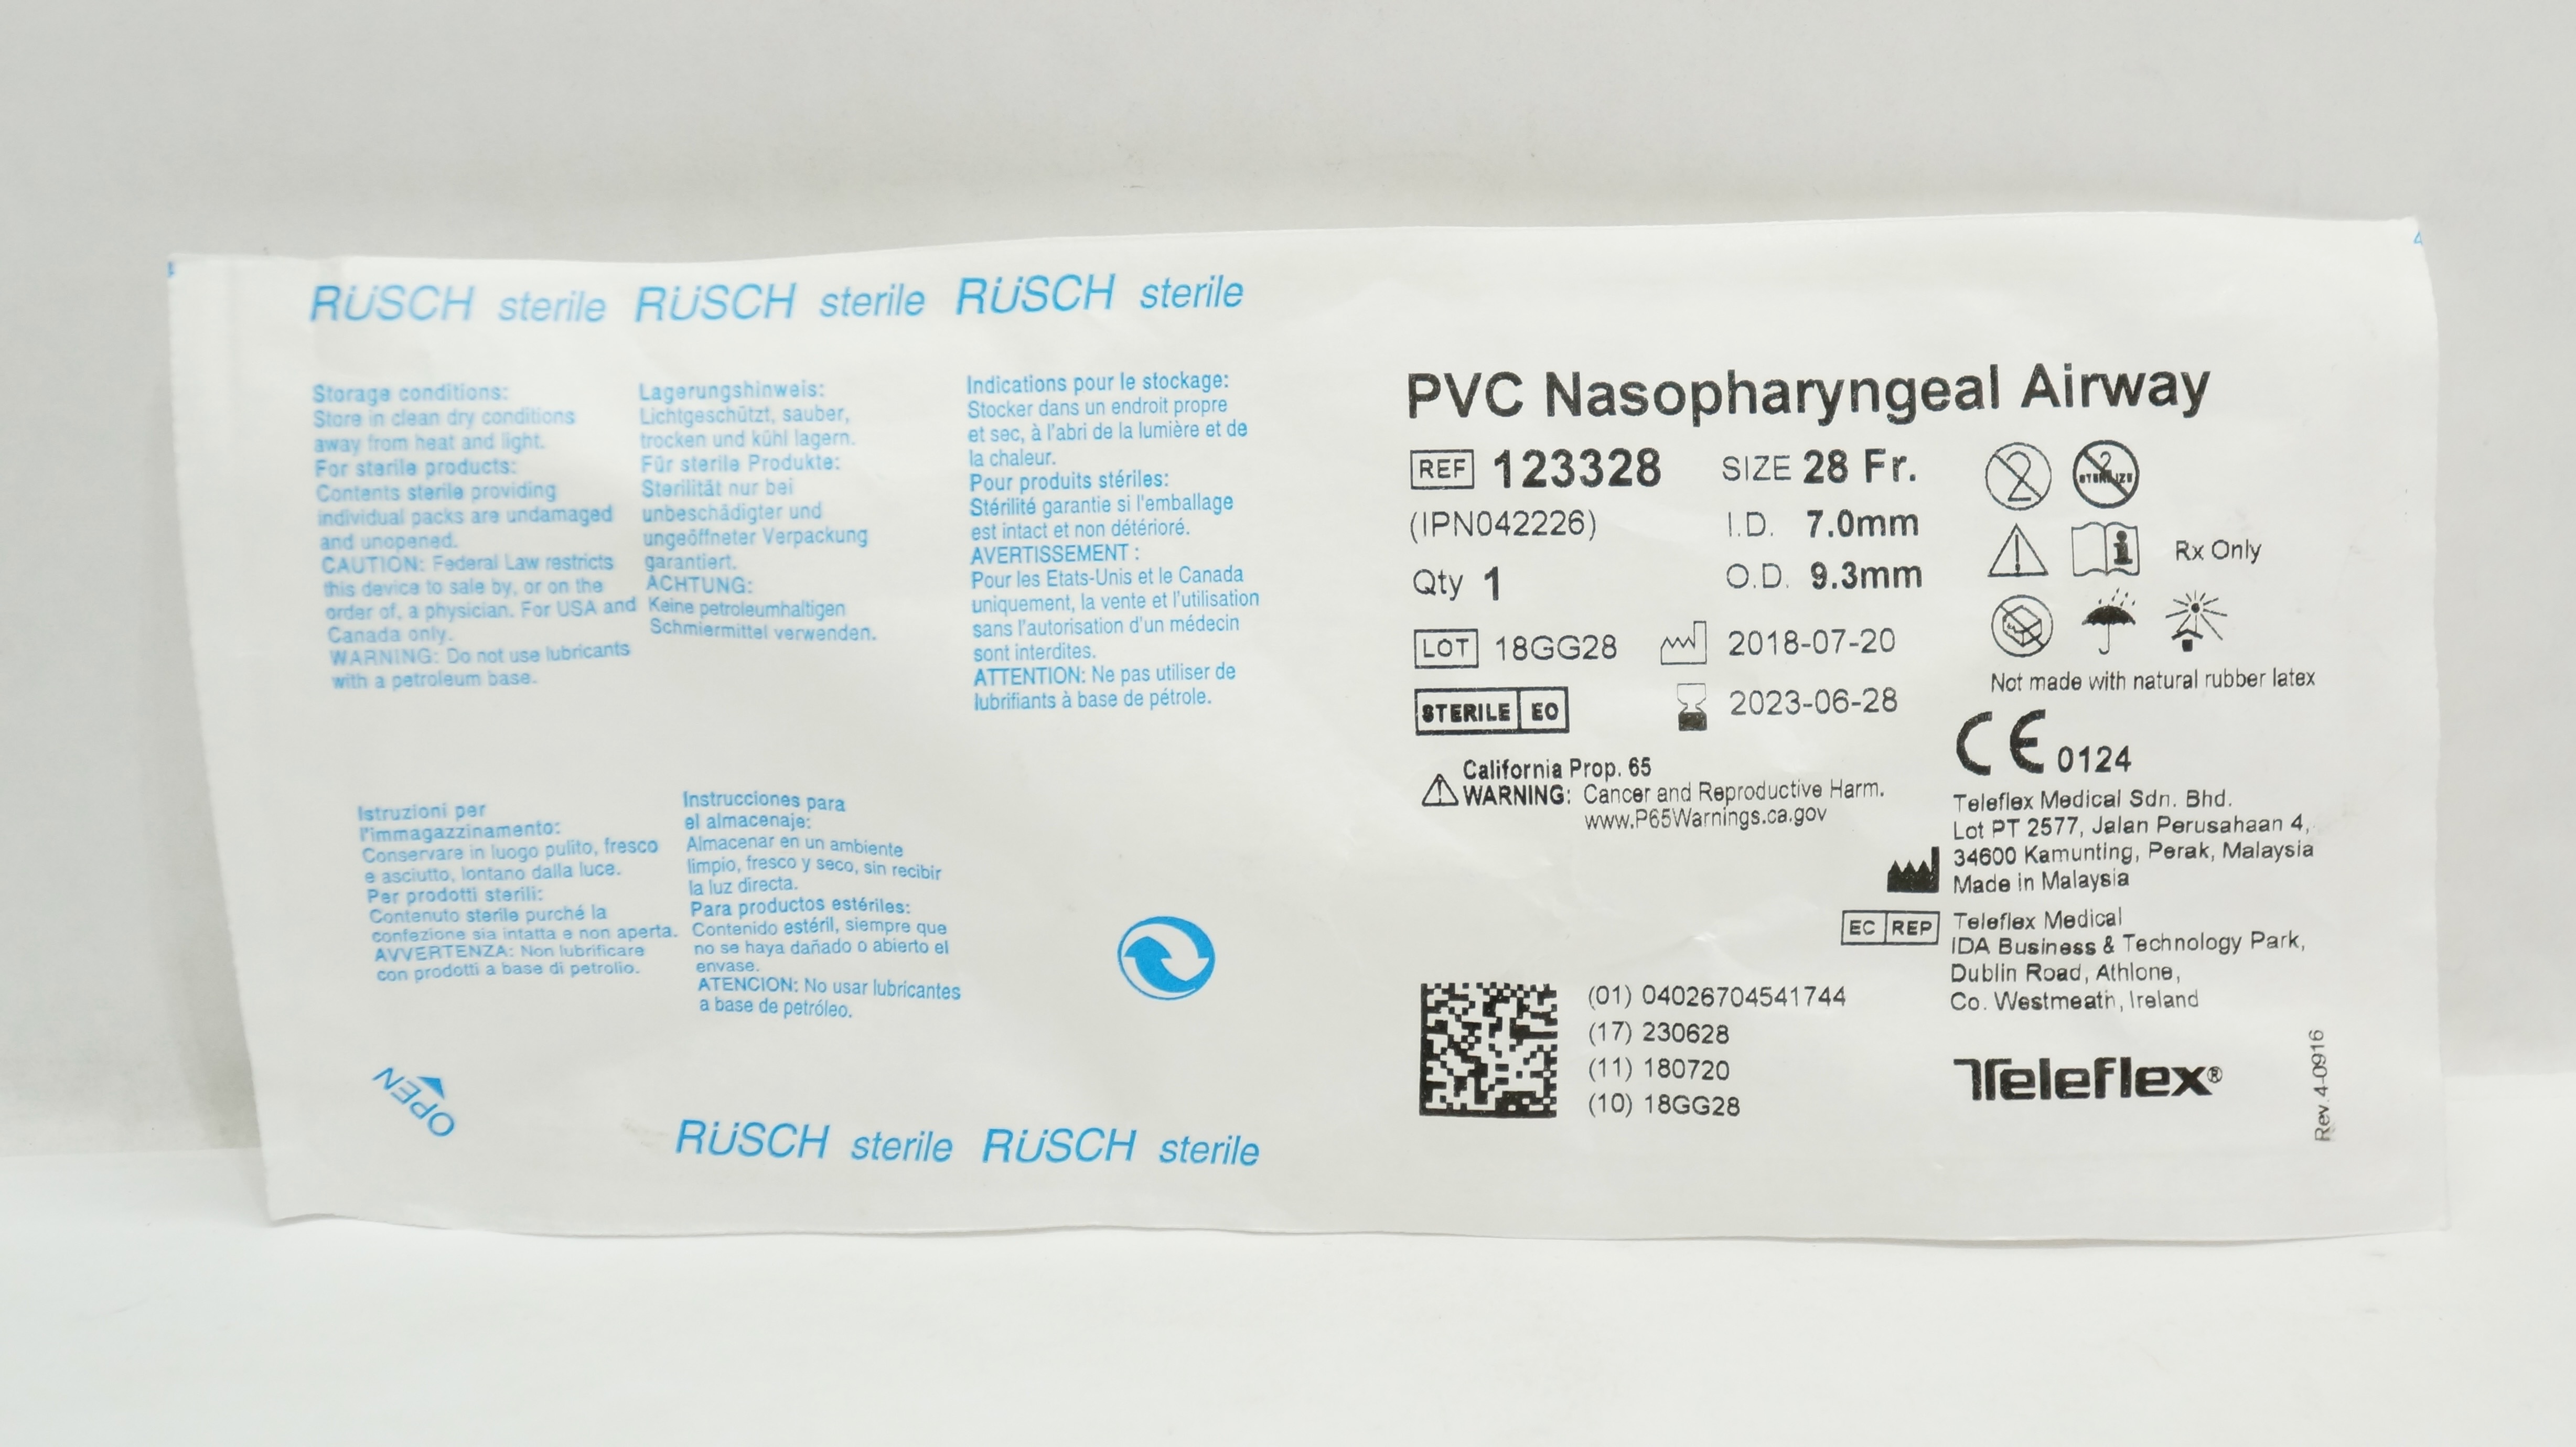 RÜSCH sterile RÜSCH sterile RÜSCH sterile
Storage conditions:
Store in clean dry conditions
away from heat and light.
For sterile products:
Contents sterile providing
individual packs are undamaged
and unopened.
CAUTION: Federal Law restricts
this device to sale by, or on the
order of, a physician. For USA and
Canada only.
WARNING: Do not use lubricants
with a petroleum base.
Lagerungshinweis:
Lichtgeschützt, sauber,
trocken und kühl lagern.
Für sterile Produkte:
Sterilität nur bei
unbeschädigter und
ungeöffneter Verpackung
garantiert.
ACHTUNG:
Keine petroleumhaltigen
Schmiermittel verwenden.
Indications pour le stockage:
Stocker dans un endroit propre
et sec, à l'abri de la lumière et de
la chaleur.
Pour produits stériles:
Stérilité garantie si l'emballage
est intact et non détérioré.
AVERTISSEMENT :
Pour les Etats-Unis et le Canada
uniquement, la vente et l'utilisation
sans l'autorisation d'un médecin
sont interdites.
ATTENTION: Ne pas utiliser de
lubrifiants à base de pétrole.
Istruzioni per
l'immagazzinamento:
Conservare in luogo pulito, fresco
e asciutto, lontano dalla luce.
Per prodotti sterili:
Contenuto sterile purché la
confezione sia intatta e non aperta.
AVVERTENZA: Non lubrificare
con prodotti a base di petrolio.
Instrucciones para
el almacenaje:
Almacenar en un ambiente
limpio, fresco y seco, sin recibir
la luz directa.
Para productos estériles:
Contenido estéril, siempre que
no se haya dañado o abierto el
envase.
ATENCION: No usar lubricantes
a base de petróleo.
OPEN
RÜSCH sterile RÜSCH sterile
PVC Nasopharyngeal Airway
REF 123328 SIZE 28 Fr.
(IPN042226) I.D. 7.0mm
Qty 1 O.D. 9.3mm
LOT 18GG28 2018-07-20
STERILE EO 2023-06-28
2
2 STERILIZE
Rx Only
Not made with natural rubber latex
California Prop. 65
WARNING: Cancer and Reproductive Harm.
www.P65Warnings.ca.gov
CE 0124
Teleflex Medical Sdn. Bhd.
Lot PT 2577, Jalan Perusahaan 4,
34600 Kamunting, Perak, Malaysia
Made in Malaysia
EC REP Teleflex Medical
IDA Business & Technology Park,
Dublin Road, Athlone,
Co. Westmeath, Ireland
(01) 04026704541744
(17) 230628
(11) 180720
(10) 18GG28
Teleflex®
Rev.4-0916